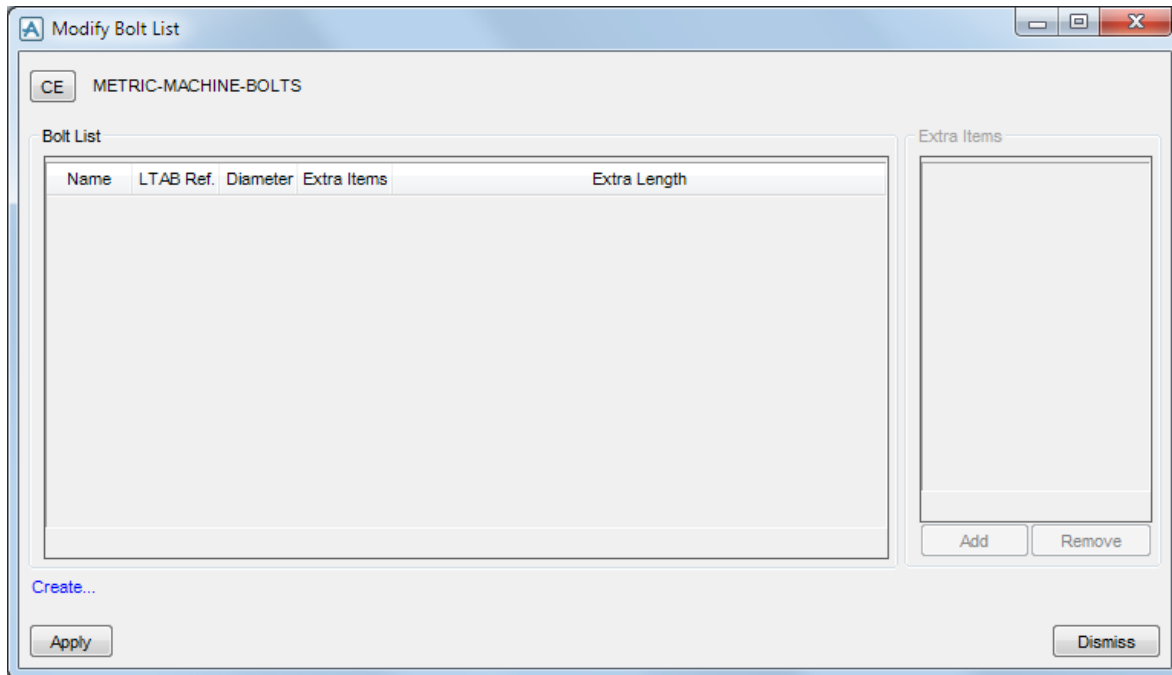 Modify Bolt List
CE METRIC-MACHINE-BOLTS
Bolt List
Extra Items
Name LTAB Ref. Diameter Extra Items Extra Length
Add Remove
Create...
Apply Dismiss